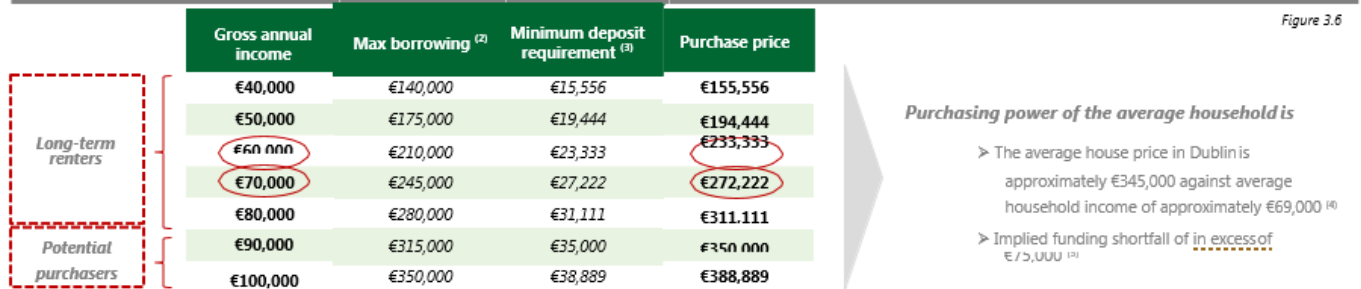 Figure 3.6
Gross annual income Max borrowing (2) Minimum deposit requirement (3) Purchase price
€40,000 €140,000 €15,556 €155,556
€50,000 €175,000 €19,444 €194,444
€60,000 €210,000 €23,333 €233,333
€70,000 €245,000 €27,222 €272,222
€80,000 €280,000 €31,111 €311.111
€90,000 €315,000 €35,000 €350,000
€100,000 €350,000 €38,889 €388,889
Long-term
renters
Potential
purchasers
Purchasing power of the average household is
➢ The average house price in Dublin is
approximately €345,000 against average
household income of approximately €69,000 (4)
➢ Implied funding shortfall of in excess of
€75,000 (5)